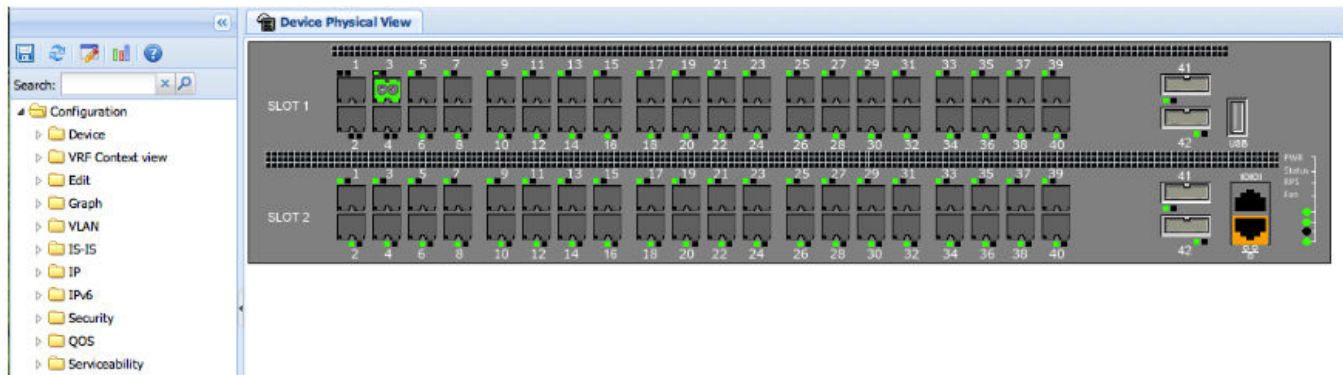 Device Physical View
Search:
Configuration
Device
VRF Context view
Edit
Graph
VLAN
IS-IS
IP
IPv6
Security
QOS
Serviceability
1 3 5 7 9 11 13 15 17 19 21 23 25 27 29 31 33 35 37 39 41
SLOT 1
2 4 6 8 10 12 14 16 18 20 22 24 26 28 30 32 34 36 38 40 42 USB
PWR
Status
RPS
Fan
1 3 5 7 9 11 13 15 17 19 21 23 25 27 29 31 33 35 37 39 41 IOIOI
SLOT 2
2 4 6 8 10 12 14 16 18 20 22 24 26 28 30 32 34 36 38 40 42